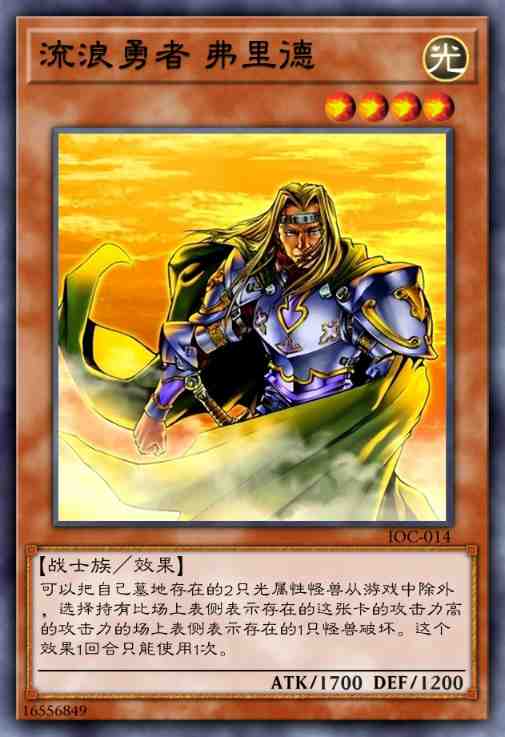 流浪勇者 弗里德
光
IOC-014
【战士族／效果】
可以把自己墓地存在的2只光属性怪兽从游戏中除外
，选择持有比场上表侧表示存在的这张卡的攻击力高
的攻击力的场上表侧表示存在的1只怪兽破坏。这个
效果1回合只能使用1次。
ATK/1700 DEF/1200
16556849